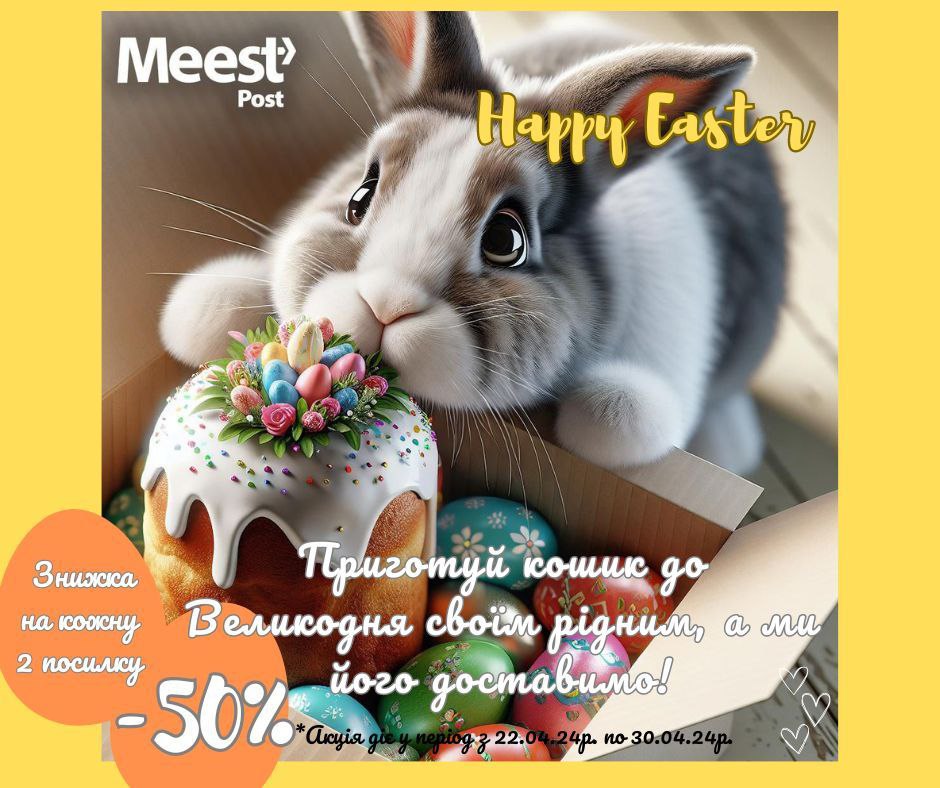 Meest
Post
Happy Easter
Приготуй кошик до
Великодня своїм рідним, а ми
його доставимо!
Знижка
на кожну
2 посилку
-50%
*Акція діє у період з 22.04.24р. по 30.04.24р.